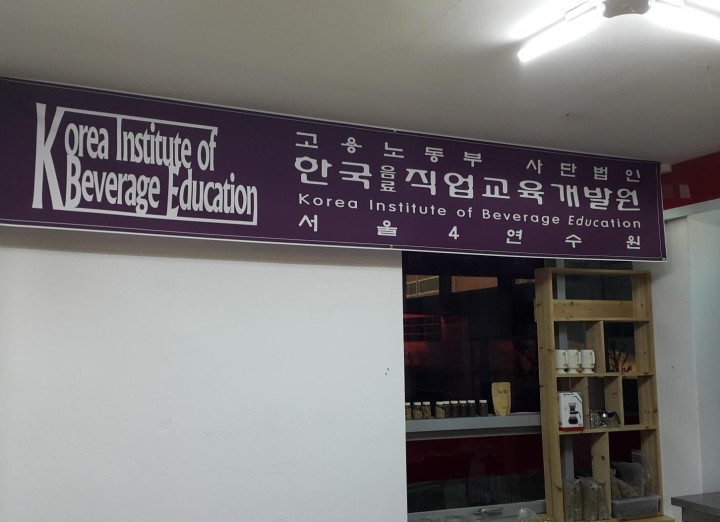 Korea Institute of
Beverage Education
고용노동부 사단법인
한국음료직업교육개발원
Korea Institute of Beverage Education
서울4연수원